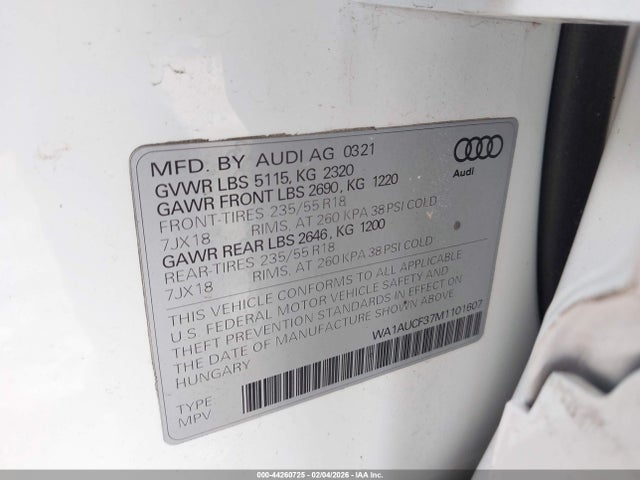 MFD. BY AUDI AG 0321
GVWR LBS 5115, KG 2320
GAWR FRONT LBS 2690, KG 1220
FRONT-TIRES 235/55 R18
7JX18 RIMS, AT 260 KPA 38 PSI COLD
GAWR REAR LBS 2646, KG 1200
REAR-TIRES 235/55 R18
7JX18 RIMS, AT 260 KPA 38 PSI COLD
THIS VEHICLE CONFORMS TO ALL APPLICABLE
U.S. FEDERAL MOTOR VEHICLE SAFETY AND
THEFT PREVENTION STANDARDS IN EFFECT ON
THE DATE OF MANUFACTURE SHOWN ABOVE
HUNGARY
WA1AUCF37M1101607
TYPE
MPV
Audi
000-44260725 - 02/04/2026 - IAA Inc.